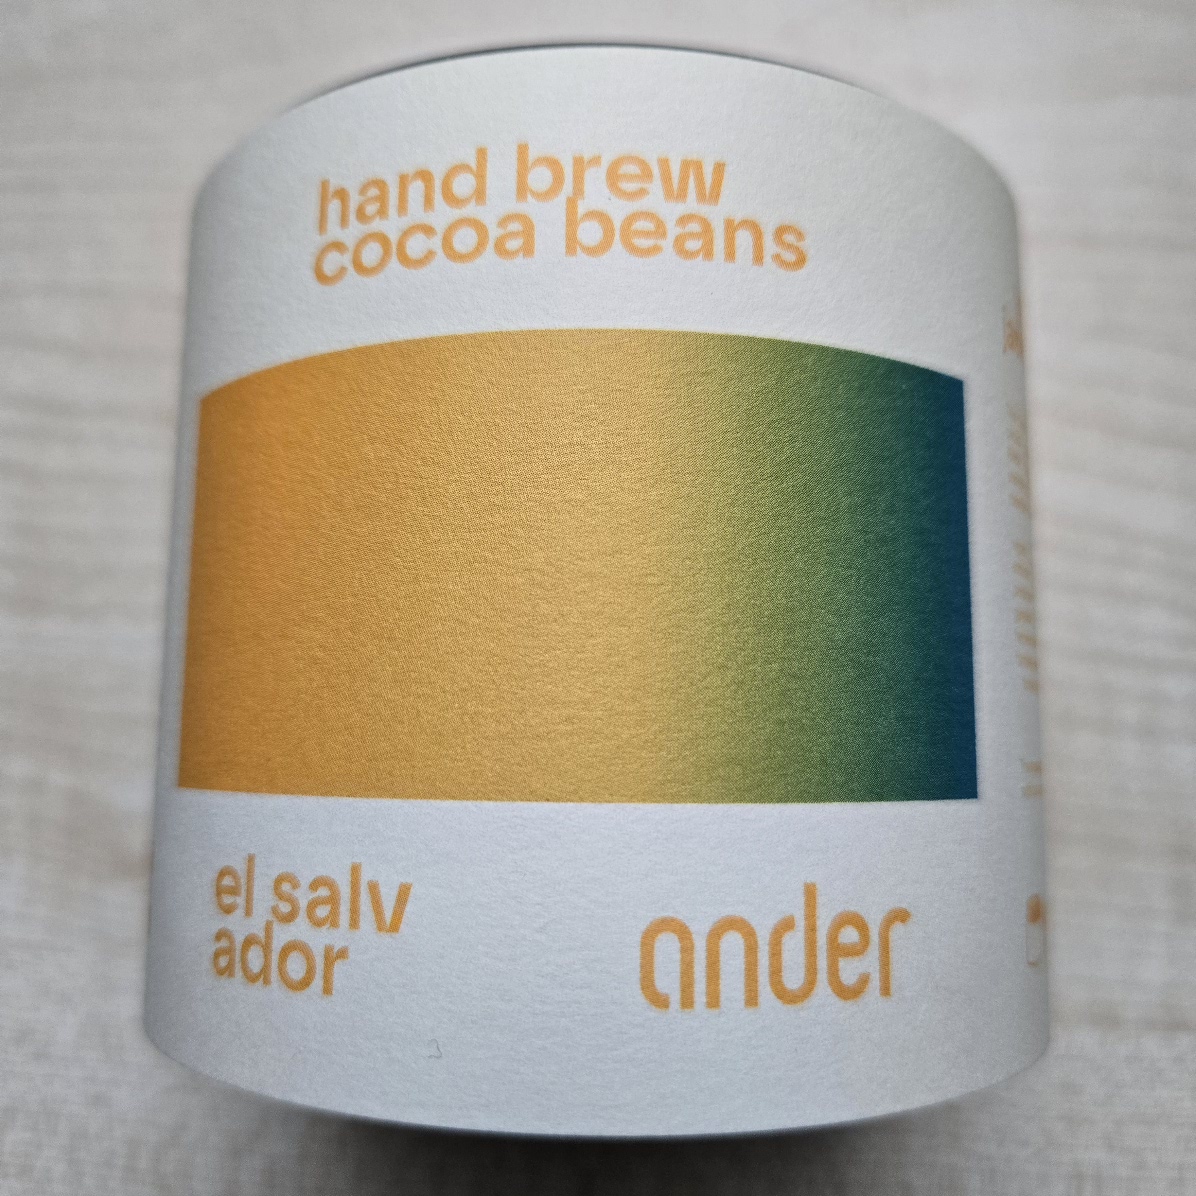 hand brew
cocoa beans
el salv
ador
ander